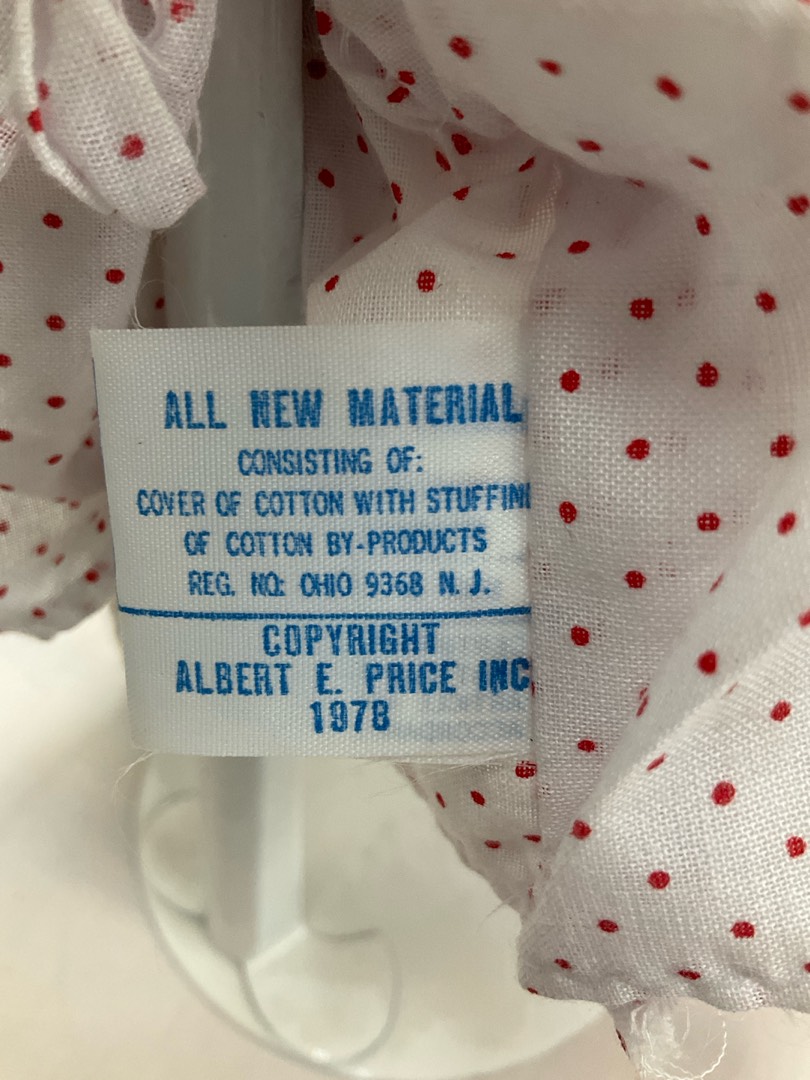 ALL NEW MATERIAL
CONSISTING OF:
COVER OF COTTON WITH STUFFING
OF COTTON BY-PRODUCTS
REG. NO: OHIO 9368 N. J.
COPYRIGHT
ALBERT E. PRICE INC
1978